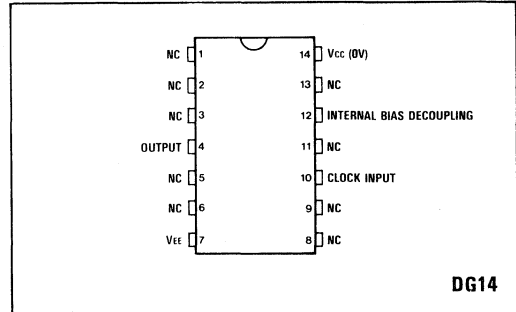 NC 1 14 Vcc (0V)
NC 2 13 NC
NC 3 12 INTERNAL BIAS DECOUPLING
OUTPUT 4 11 NC
NC 5 10 CLOCK INPUT
NC 6 9 NC
VEE 7 8 NC
DG14